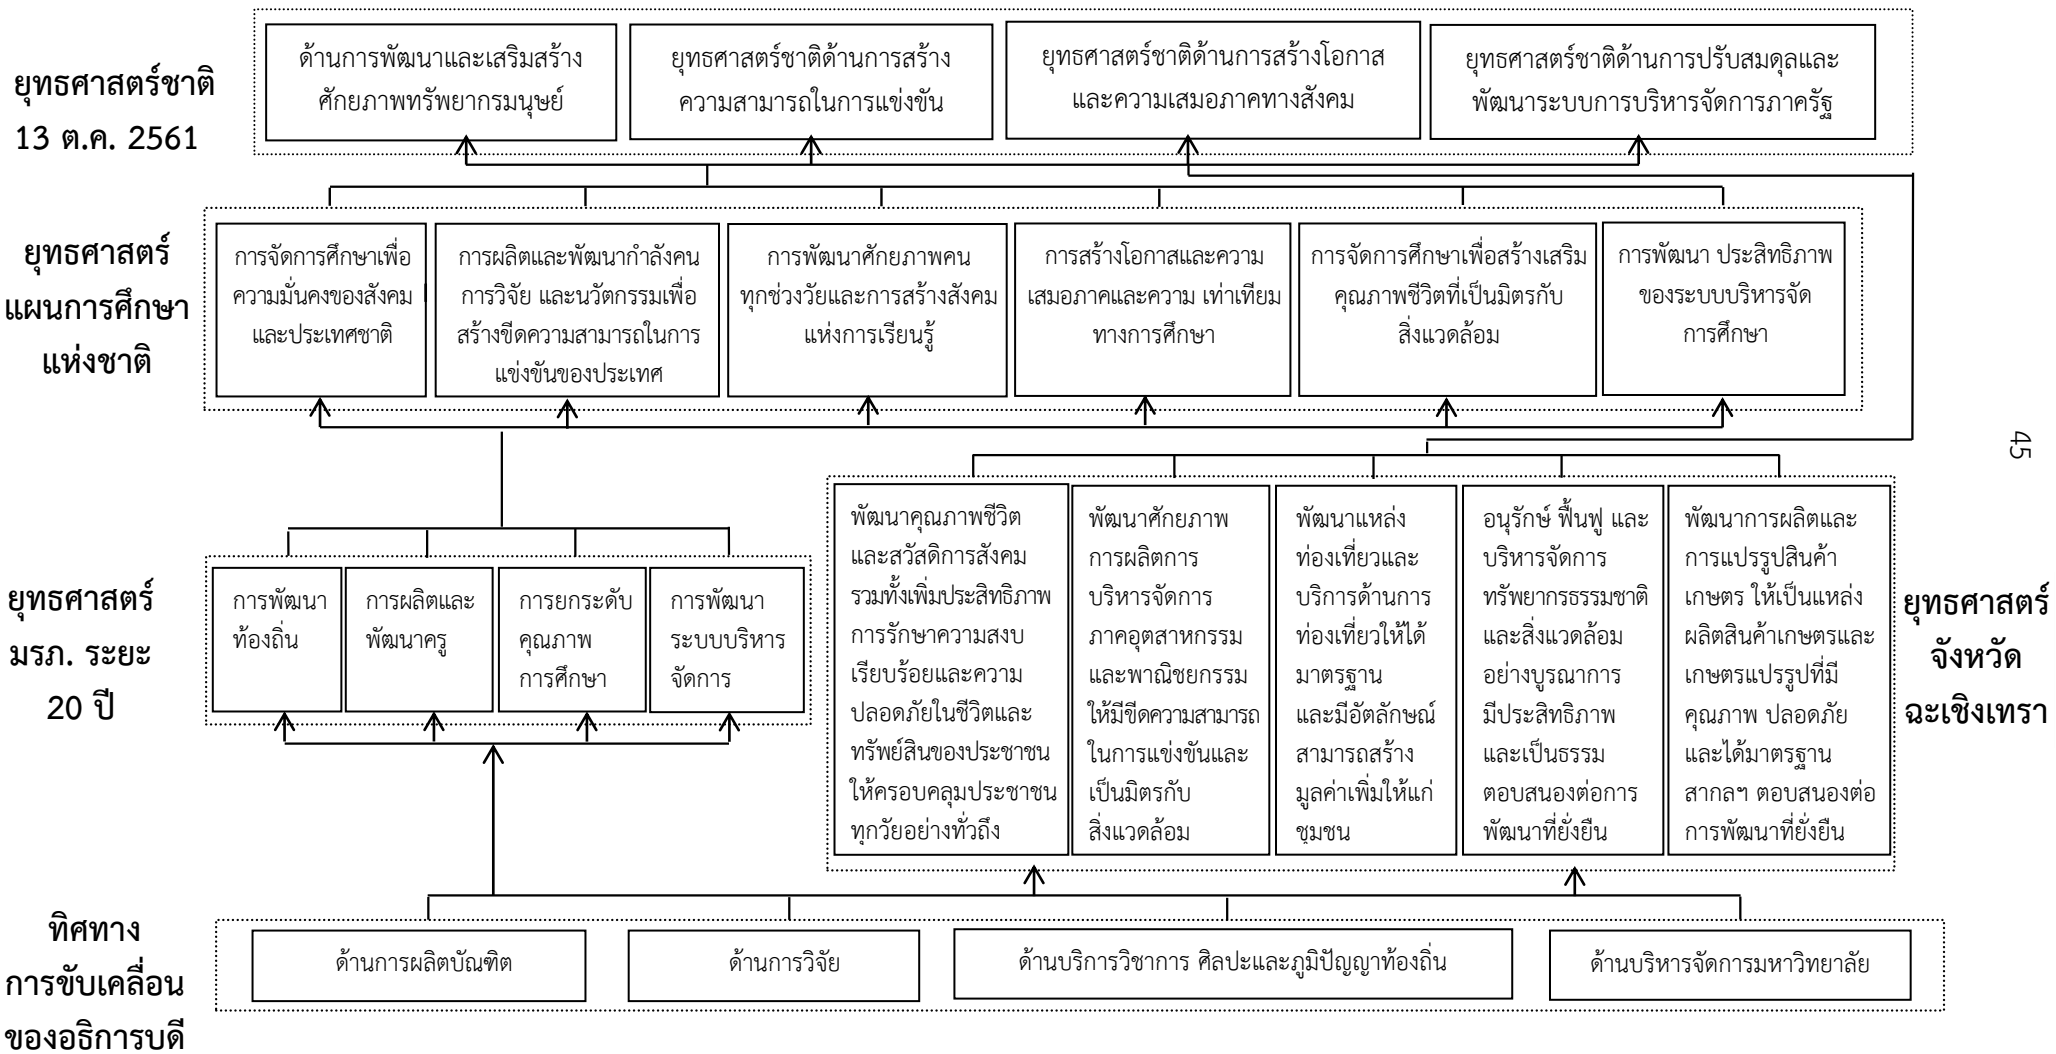 ยุทธศาสตร์ชาติ
13 ต.ค. 2561
ด้านการพัฒนาและเสริมสร้าง
ศักยภาพทรัพยากรมนุษย์
ยุทธศาสตร์ชาติด้านการสร้าง
ความสามารถในการแข่งขัน
ยุทธศาสตร์ชาติด้านการสร้างโอกาส
และความเสมอภาคทางสังคม
ยุทธศาสตร์ชาติด้านการปรับสมดุลและ
พัฒนาระบบการบริหารจัดการภาครัฐ
ยุทธศาสตร์
แผนการศึกษา
แห่งชาติ
การจัดการศึกษาเพื่อ
ความมั่นคงของสังคม
และประเทศชาติ
การผลิตและพัฒนากำลังคน
การวิจัย และนวัตกรรมเพื่อ
สร้างขีดความสามารถในการ
แข่งขันของประเทศ
การพัฒนาศักยภาพคน
ทุกช่วงวัยและการสร้างสังคม
แห่งการเรียนรู้
การสร้างโอกาสและความ
เสมอภาคและความ เท่าเทียม
ทางการศึกษา
การจัดการศึกษาเพื่อสร้างเสริม
คุณภาพชีวิตที่เป็นมิตรกับ
สิ่งแวดล้อม
การพัฒนา ประสิทธิภาพ
ของระบบบริหารจัด
การศึกษา
45
ยุทธศาสตร์
มรภ. ระยะ
20 ปี
การพัฒนา
ท้องถิ่น
การผลิตและ
พัฒนาครู
การยกระดับ
คุณภาพ
การศึกษา
การพัฒนา
ระบบบริหาร
จัดการ
พัฒนาคุณภาพชีวิต
และสวัสดิการสังคม
รวมทั้งเพิ่มประสิทธิภาพ
การรักษาความสงบ
เรียบร้อยและความ
ปลอดภัยในชีวิตและ
ทรัพย์สินของประชาชน
ให้ครอบคลุมประชาชน
ทุกวัยอย่างทั่วถึง
พัฒนาศักยภาพ
การผลิตการ
บริหารจัดการ
ภาคอุตสาหกรรม
และพาณิชยกรรม
ให้มีขีดความสามารถ
ในการแข่งขันและ
เป็นมิตรกับ
สิ่งแวดล้อม
พัฒนาแหล่ง
ท่องเที่ยวและ
บริการด้านการ
ท่องเที่ยวให้ได้
มาตรฐาน
และมีอัตลักษณ์
สามารถสร้าง
มูลค่าเพิ่มให้แก่
ชุมชน
อนุรักษ์ ฟื้นฟู และ
บริหารจัดการ
ทรัพยากรธรรมชาติ
และสิ่งแวดล้อม
อย่างบูรณาการ
มีประสิทธิภาพ
และเป็นธรรม
ตอบสนองต่อการ
พัฒนาที่ยั่งยืน
พัฒนาการผลิตและ
การแปรรูปสินค้า
เกษตร ให้เป็นแหล่ง
ผลิตสินค้าเกษตรและ
เกษตรแปรรูปที่มี
คุณภาพ ปลอดภัย
และได้มาตรฐาน
สากลฯ ตอบสนองต่อ
การพัฒนาที่ยั่งยืน
ยุทธศาสตร์
จังหวัด
ฉะเชิงเทรา
ทิศทาง
การขับเคลื่อน
ของอธิการบดี
ด้านการผลิตบัณฑิต
ด้านการวิจัย
ด้านบริการวิชาการ ศิลปะและภูมิปัญญาท้องถิ่น
ด้านบริหารจัดการมหาวิทยาลัย